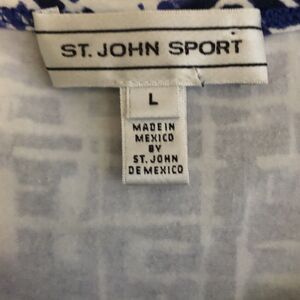 ST. JOHN SPORT
L
MADE IN
MEXICO
BY
ST. JOHN
DE MEXICO